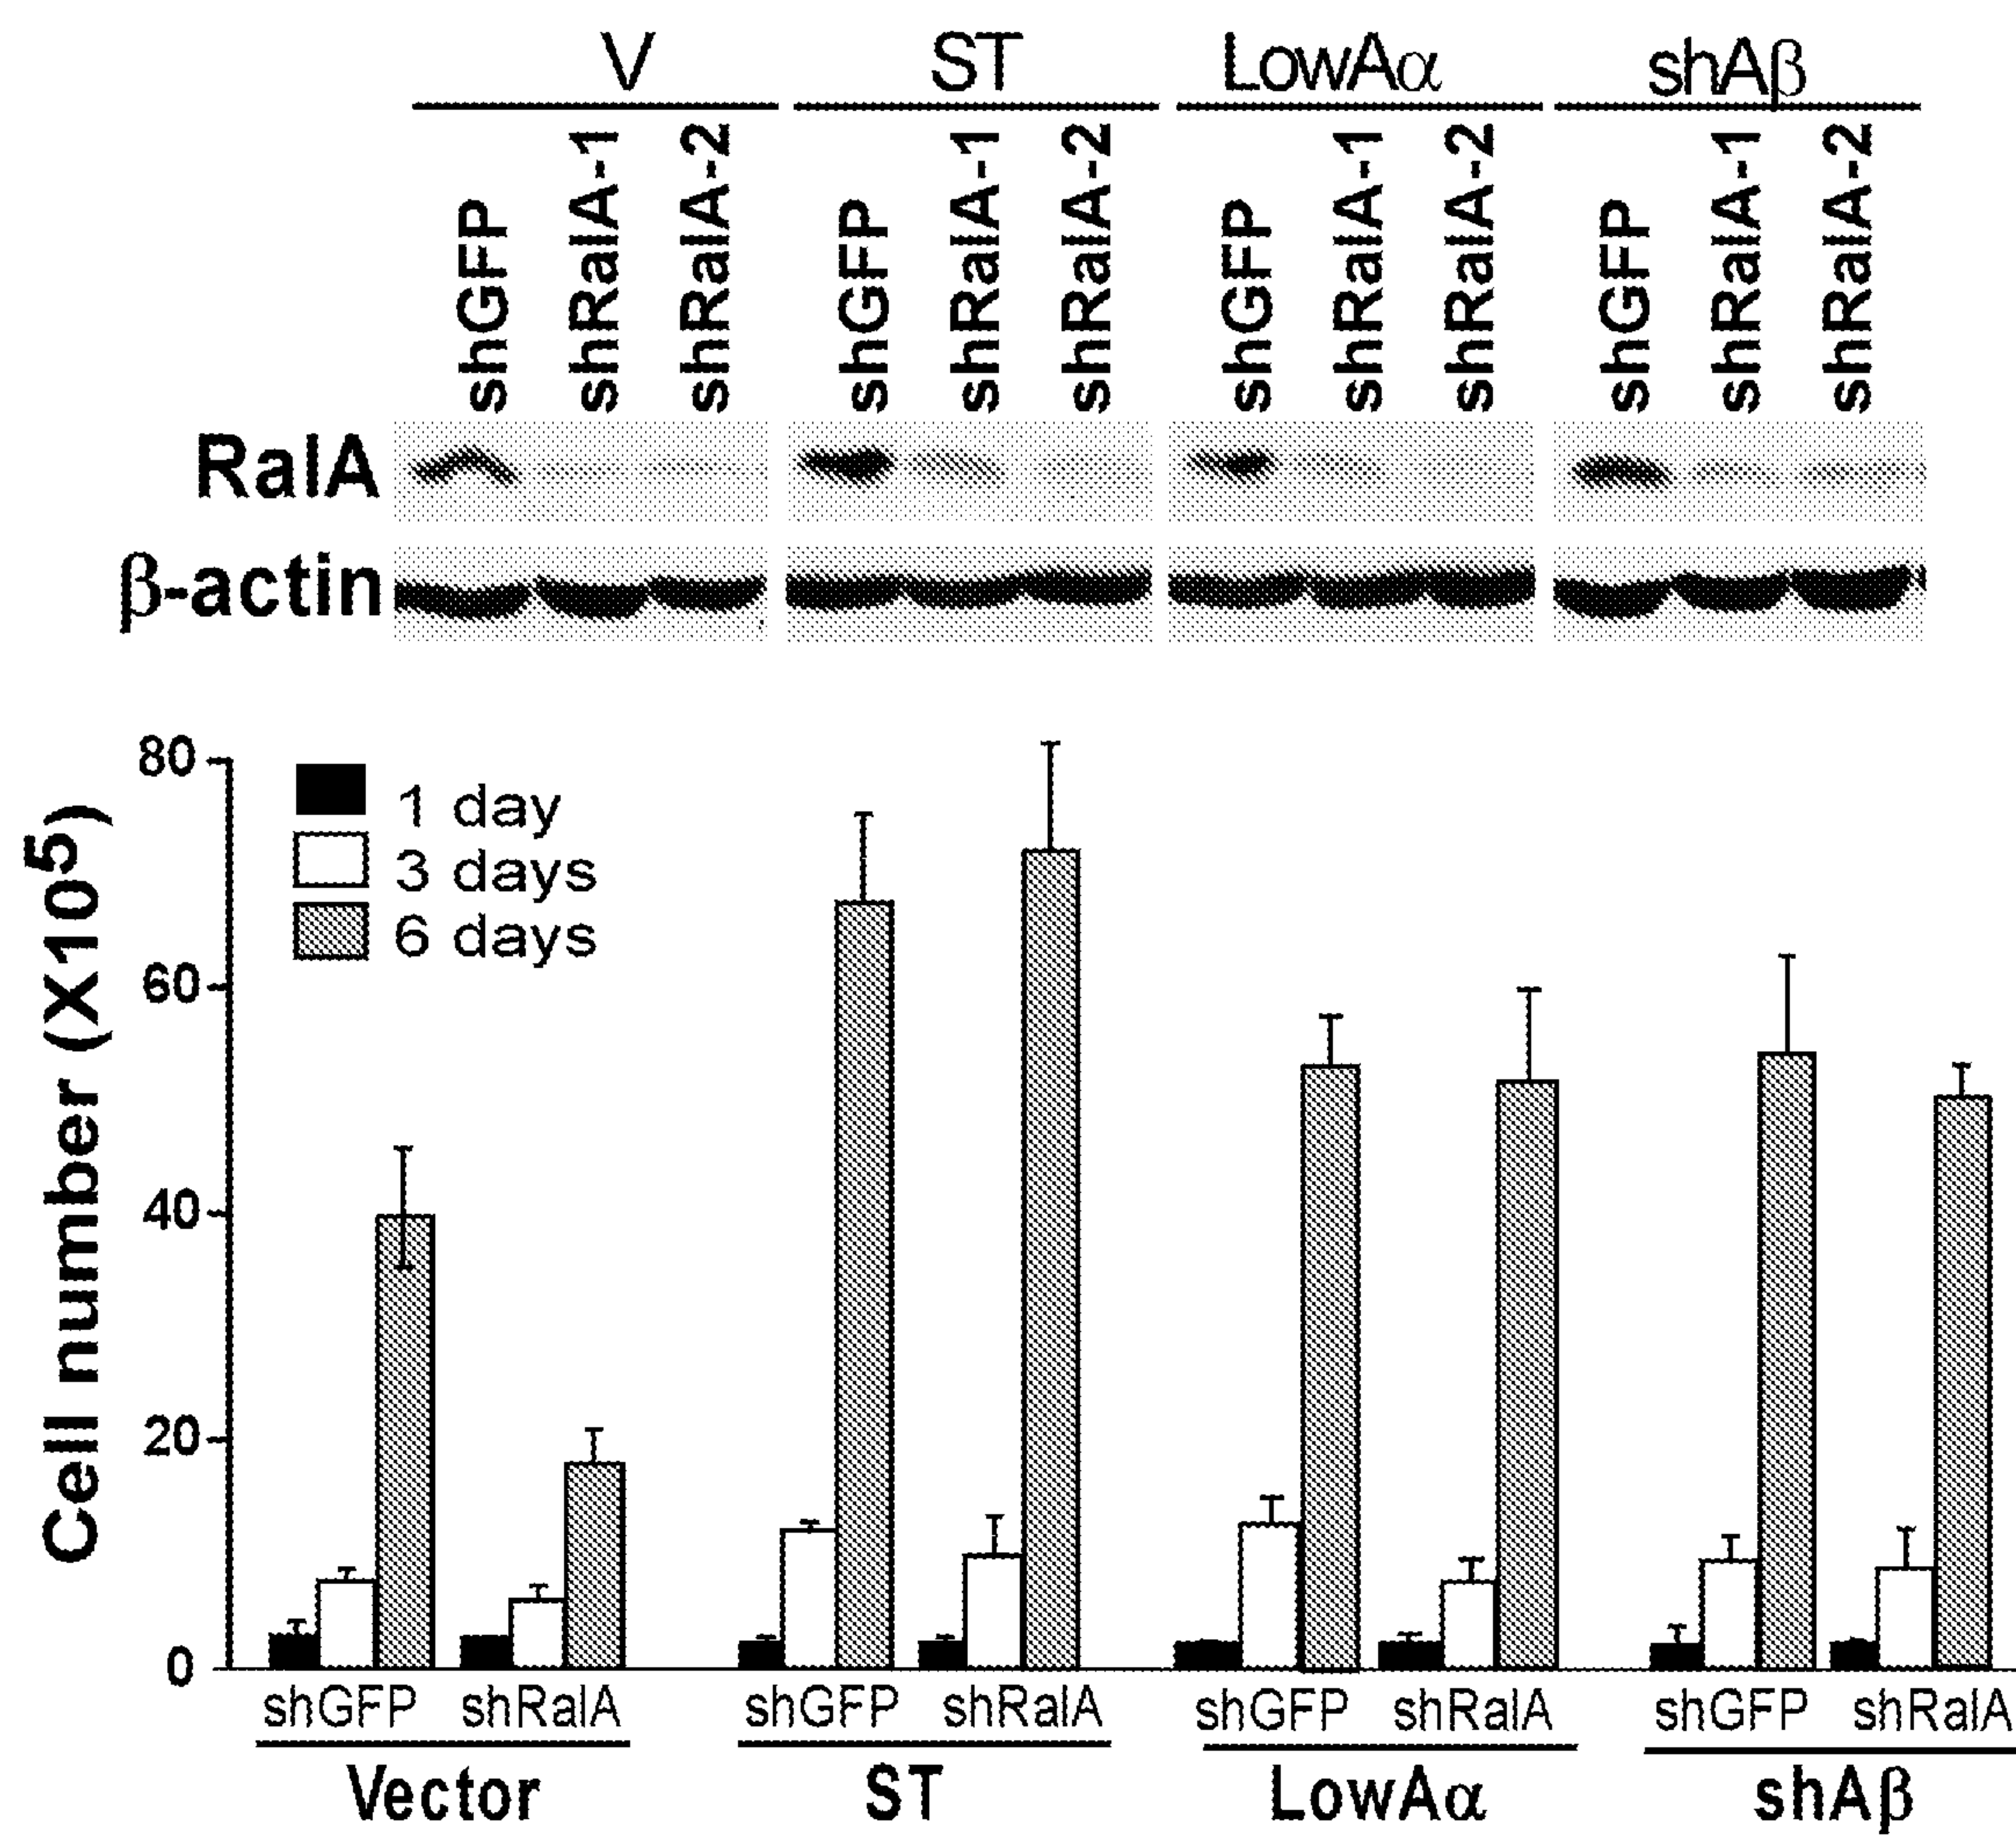 V ST LowAα shAβ
shGFP shRalA-1 shRalA-2 shGFP shRalA-1 shRalA-2 shGFP shRalA-1 shRalA-2 shGFP shRalA-1 shRalA-2
RalA
β-actin
Cell number (X10⁵)
80
60
40
20
0
1 day
3 days
6 days
shGFP shRalA shGFP shRalA shGFP shRalA shGFP shRalA
Vector ST LowAα shAβ